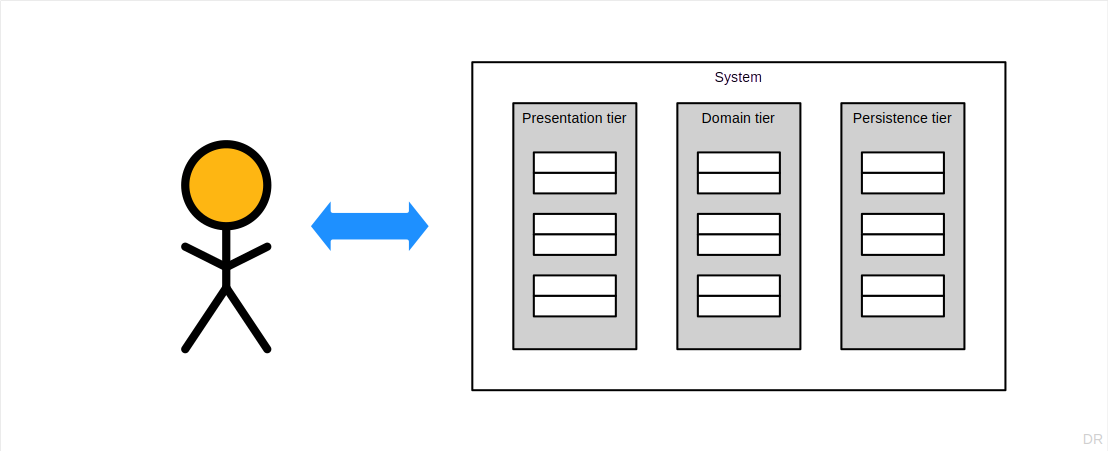 System
Presentation tier
Domain tier
Persistence tier
DR